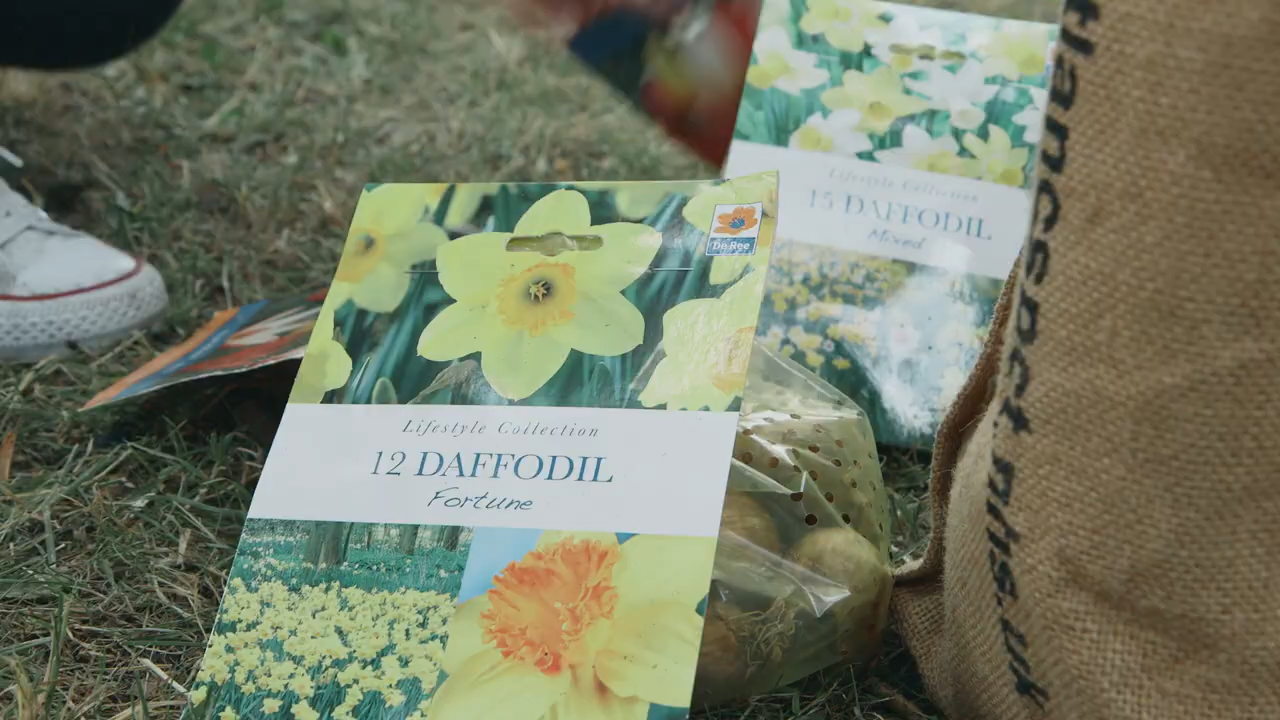 De Ree
Lifestyle Collection
12 DAFFODIL
Fortune
Lifestyle Collection
15 DAFFODIL
Mixed